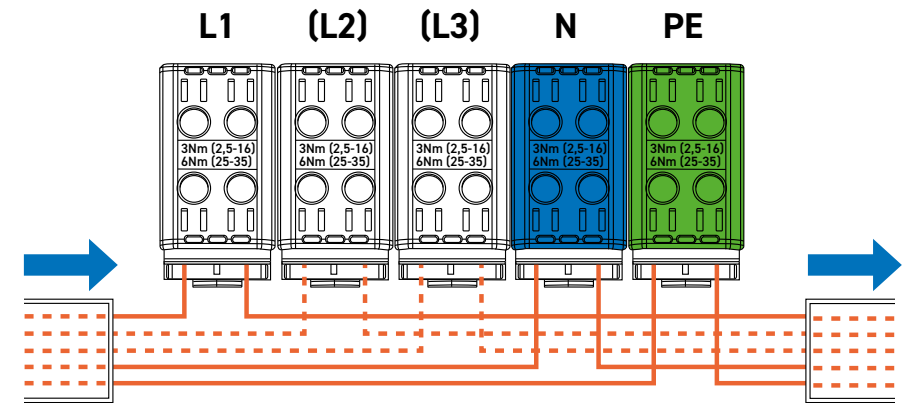 L1 (L2) (L3) N PE
3Nm (2,5-16) 3Nm (2,5-16) 3Nm (2,5-16) 3Nm (2,5-16) 3Nm (2,5-16)
6Nm (25-35) 6Nm (25-35) 6Nm (25-35) 6Nm (25-35) 6Nm (25-35)